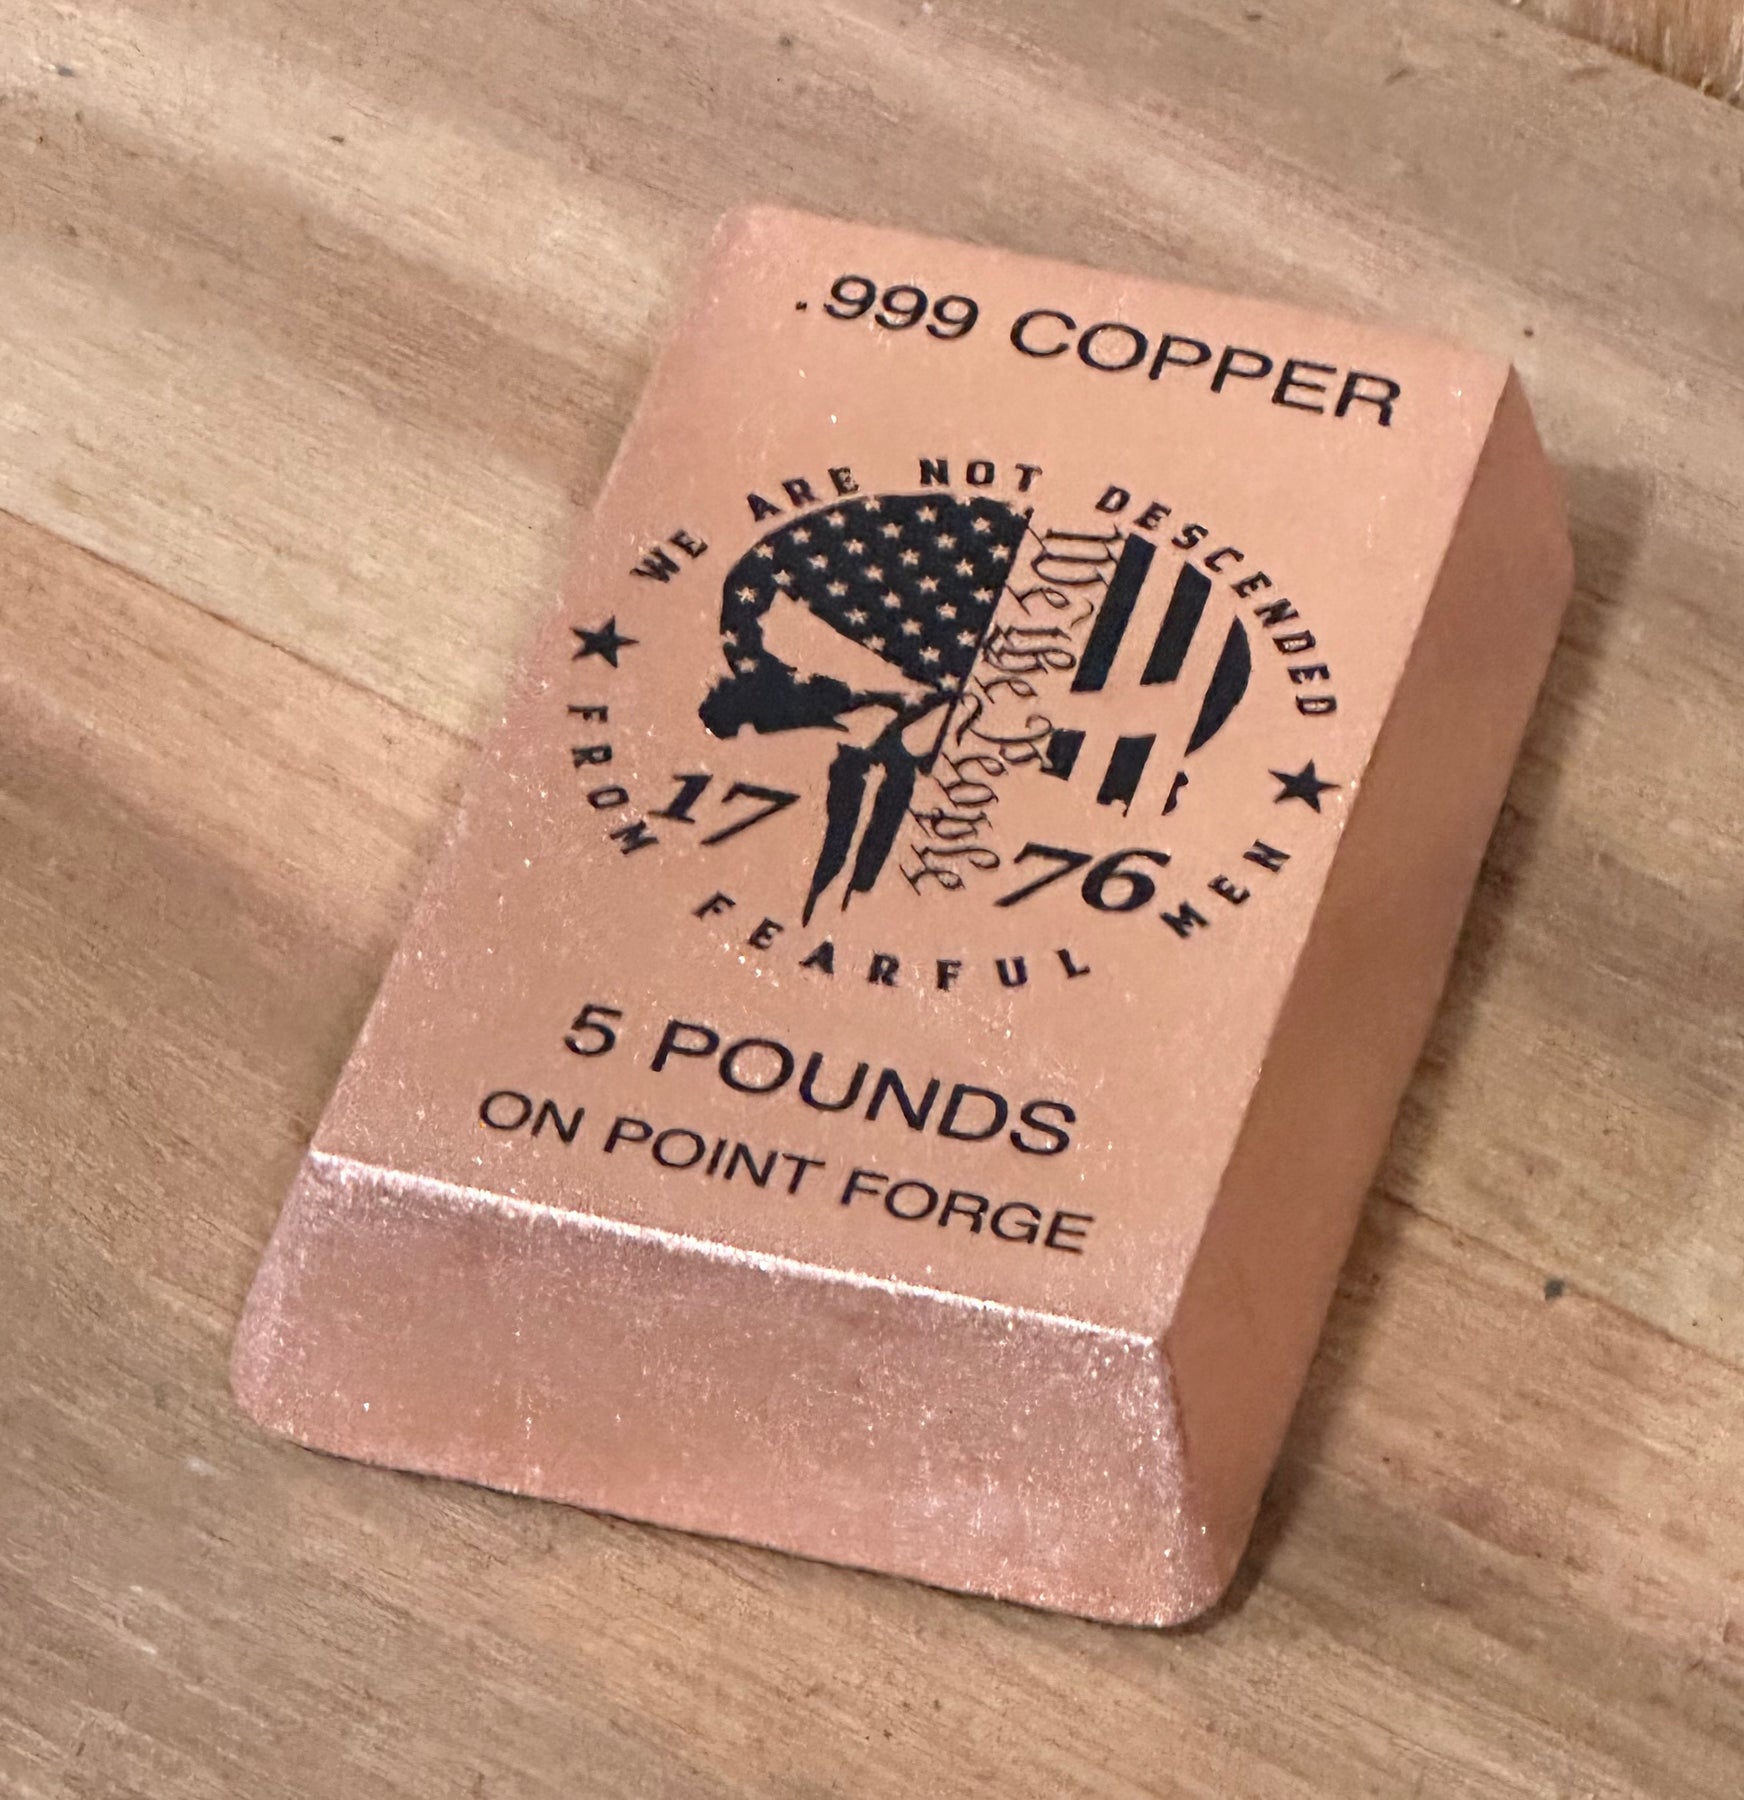 .999 COPPER
WE ARE NOT DESCENDED
FROM FEARFUL MEN
We the People
17 76
5 POUNDS
ON POINT FORGE